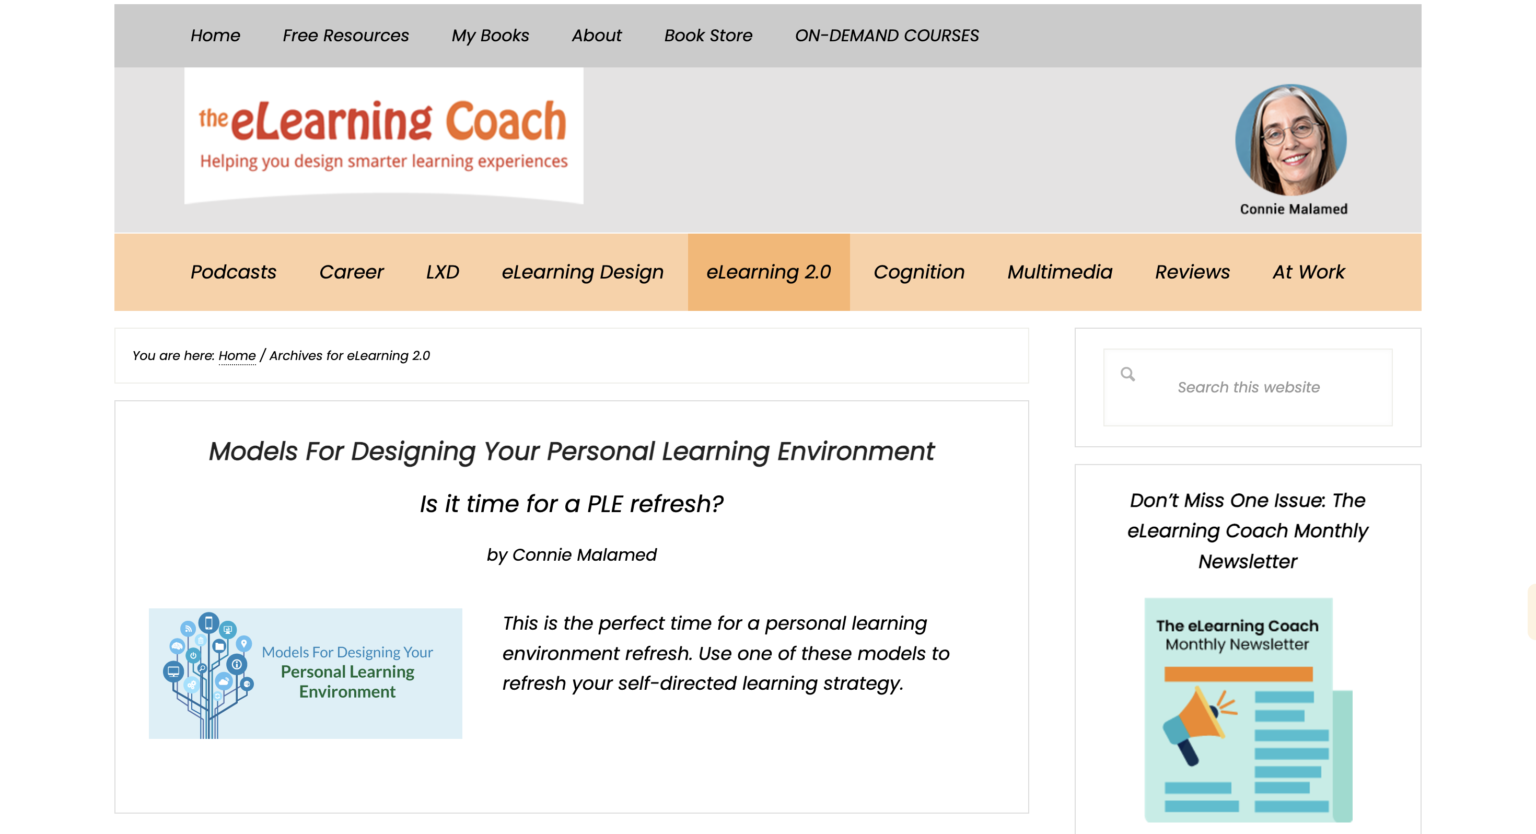 Home Free Resources My Books About Book Store ON-DEMAND COURSES
the eLearning Coach
Helping you design smarter learning experiences
Connie Malamed
Podcasts Career LXD eLearning Design eLearning 2.0 Cognition Multimedia Reviews At Work
You are here: Home / Archives for eLearning 2.0
Search this website
Models For Designing Your Personal Learning Environment
Is it time for a PLE refresh?
by Connie Malamed
Models For Designing Your
Personal Learning
Environment
This is the perfect time for a personal learning
environment refresh. Use one of these models to
refresh your self-directed learning strategy.
Don’t Miss One Issue: The
eLearning Coach Monthly
Newsletter
The eLearning Coach
Monthly Newsletter